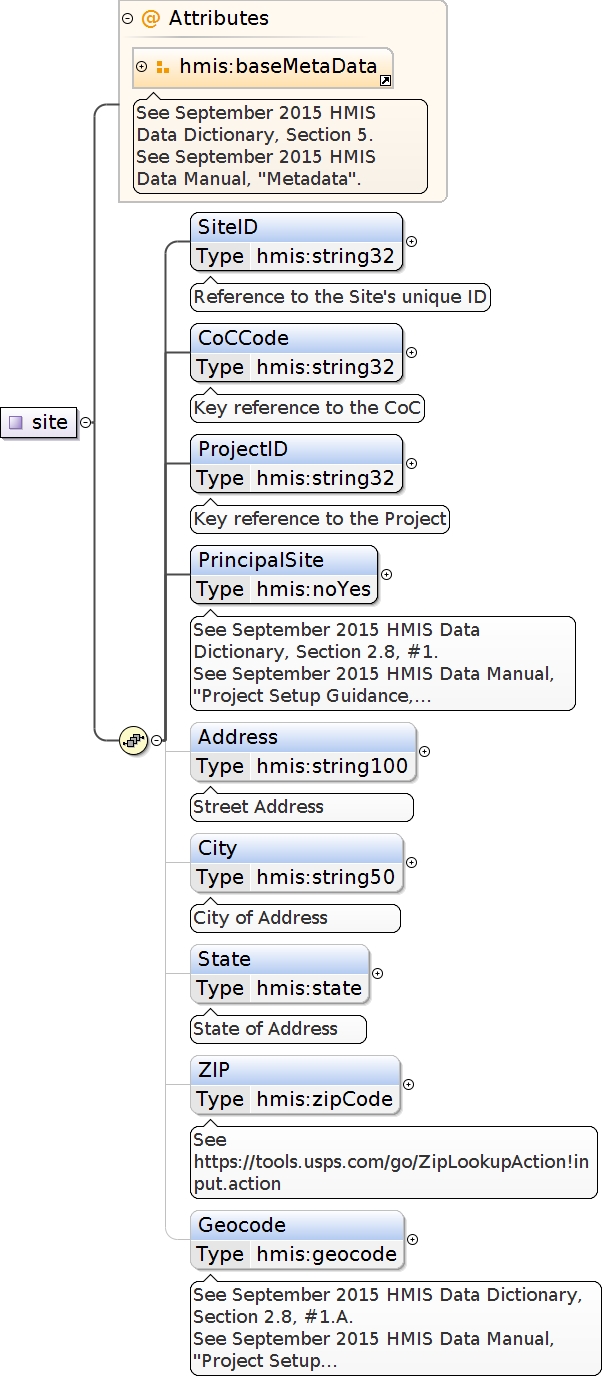 Attributes
hmis:baseMetaData
See September 2015 HMIS
Data Dictionary, Section 5.
See September 2015 HMIS
Data Manual, "Metadata".
SiteID
Type hmis:string32
Reference to the Site's unique ID
CoCCode
Type hmis:string32
Key reference to the CoC
site
ProjectID
Type hmis:string32
Key reference to the Project
PrincipalSite
Type hmis:noYes
See September 2015 HMIS Data
Dictionary, Section 2.8, #1.
See September 2015 HMIS Data Manual,
"Project Setup Guidance,...
Address
Type hmis:string100
Street Address
City
Type hmis:string50
City of Address
State
Type hmis:state
State of Address
ZIP
Type hmis:zipCode
See
https://tools.usps.com/go/ZipLookupAction!in
put.action
Geocode
Type hmis:geocode
See September 2015 HMIS Data Dictionary,
Section 2.8, #1.A.
See September 2015 HMIS Data Manual,
"Project Setup...